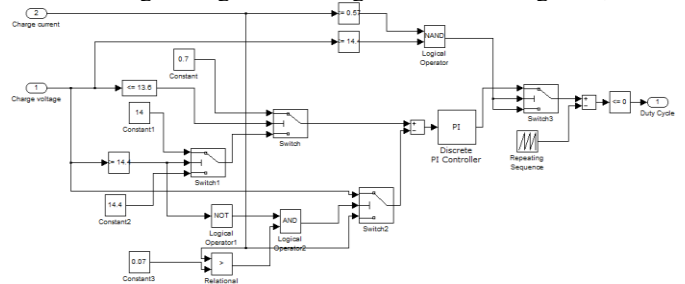 2
Charge current
>= 0.57
>= 14.4
NAND
Logical
Operator
0.7
Constant
1
Charge voltage
<= 13.6
14
Constant1
Switch
PI
Discrete
PI Controller
Switch3
<= 0
1
Duty Cycle
Repeating
Sequence
>= 14.4
Switch1
14.4
Constant2
NOT
Logical
Operator1
AND
Logical
Operator2
Switch2
0.07
Constant3
>
Relational